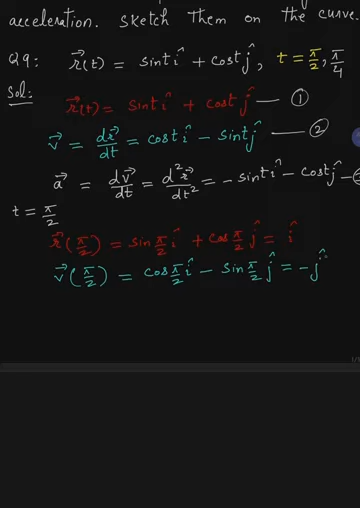 acceleration. Sketch them on the curve.
Q9: r⃗(t) = sint î + cost ĵ, t = π/2, π/4
Sol: r⃗(t) = sint î + cost ĵ — ①
v⃗ = dr⃗/dt = cost î − sint ĵ — ②
a⃗ = dv⃗/dt = d²r⃗/dt² = −sint î − cost ĵ —
t = π/2
r⃗(π/2) = sin π/2 î + cos π/2 ĵ = î
v⃗(π/2) = cos π/2 î − sin π/2 ĵ = −ĵ